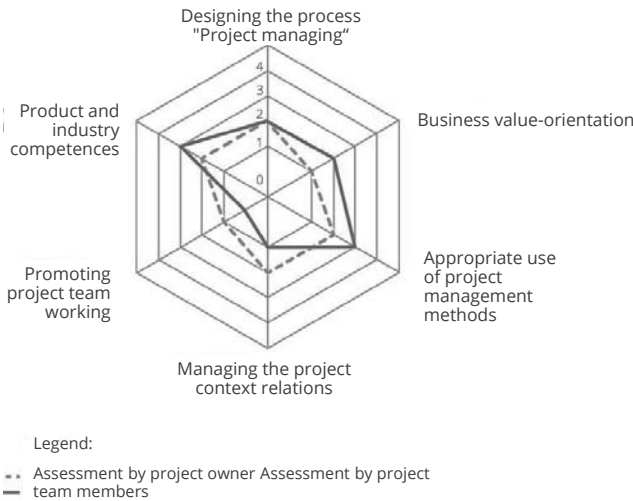 Designing the process
"Project managing“
4
3
2
1
0
Product and
industry
competences
Business value-orientation
Promoting
project team
working
Appropriate use
of project
management
methods
Managing the project
context relations
Legend:
Assessment by project owner Assessment by project
team members